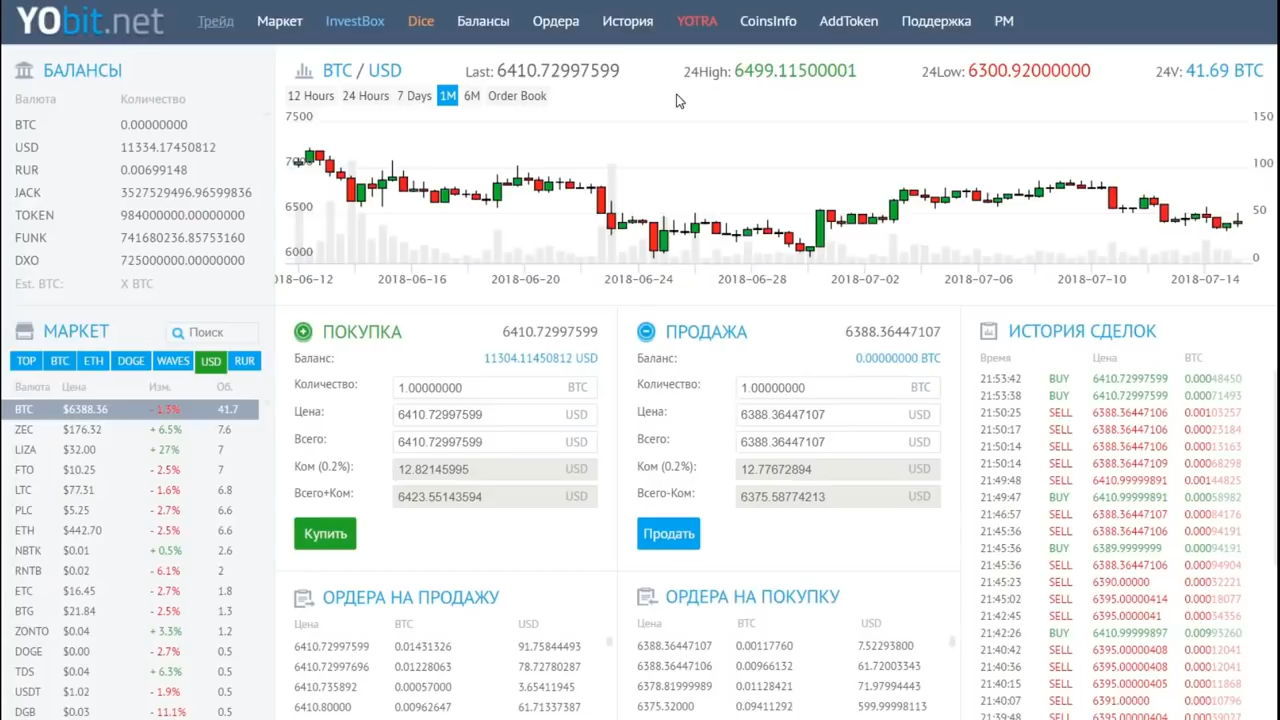 YObit.net Трейд Маркет InvestBox Dice Балансы Ордера История YOTRA CoinsInfo AddToken Поддержка PM
БАЛАНСЫ
Валюта Количество
BTC 0.00000000
USD 11334.17450812
RUR 0.00699148
JACK 3527529496.96599836
TOKEN 984000000.00000000
FUNK 741680236.85753160
DXO 725000000.00000000
Est. BTC: X BTC
МАРКЕТ Поиск
TOP BTC ETH DOGE WAVES USD RUR
Валюта Цена Изм. Об.
BTC $6388.36 - 1.3% 41.7
ZEC $176.32 + 6.5% 7.6
LIZA $32.00 + 27% 7
FTO $10.25 - 2.5% 7
LTC $77.31 - 1.6% 6.8
PLC $5.25 - 2.7% 6.6
ETH $442.70 - 2.5% 6.6
NBTK $0.01 + 0.5% 2.6
RNTB $0.02 - 6.1% 2
ETC $16.45 - 2.7% 1.8
BTG $21.84 - 2.5% 1.3
ZONTO $0.04 + 3.3% 1.2
DOGE $0.00 - 2.7% 0.5
TDS $0.04 + 6.3% 0.5
USDT $1.02 - 1.9% 0.5
DGB $0.03 - 11.1% 0.5
BTC / USD Last: 6410.72997599 24High: 6499.11500001 24Low: 6300.92000000 24V: 41.69 BTC
12 Hours 24 Hours 7 Days 1M 6M Order Book
7500 150
7000 100
6500 50
6000 0
2018-06-12 2018-06-16 2018-06-20 2018-06-24 2018-06-28 2018-07-02 2018-07-06 2018-07-10 2018-07-14
ПОКУПКА 6410.72997599
Баланс: 11304.11450812 USD
Количество: 1.00000000 BTC
Цена: 6410.72997599 USD
Всего: 6410.72997599 USD
Ком (0.2%): 12.82145995 USD
Всего+Ком: 6423.55143594 USD
Купить
ПРОДАЖА 6388.36447107
Баланс: 0.00000000 BTC
Количество: 1.00000000 BTC
Цена: 6388.36447107 USD
Всего: 6388.36447107 USD
Ком (0.2%): 12.77672894 USD
Всего-Ком: 6375.58774213 USD
Продать
ОРДЕРА НА ПРОДАЖУ
Цена BTC USD
6410.72997599 0.01431326 91.75844493
6410.72997696 0.01228063 78.72780287
6410.735892 0.00057000 3.65411945
6410.80000 0.00962647 61.71337387
ОРДЕРА НА ПОКУПКУ
Цена BTC USD
6388.36447107 0.00117760 7.52293800
6388.36447106 0.00966132 61.72003343
6378.81999989 0.01128421 71.97994443
6375.32000 0.09411292 599.99998113
ИСТОРИЯ СДЕЛОК
Время Цена BTC
21:53:42 BUY 6410.72997599 0.00048450
21:53:38 BUY 6410.72997599 0.00071493
21:50:25 SELL 6388.36447106 0.00103257
21:50:17 SELL 6388.36447106 0.00023184
21:50:14 SELL 6388.36447106 0.00013163
21:50:14 SELL 6388.36447109 0.00068298
21:49:48 SELL 6410.99999891 0.00144825
21:49:47 BUY 6410.99999891 0.00058982
21:46:57 SELL 6388.36447107 0.00084176
21:45:36 SELL 6388.36447106 0.00094191
21:45:36 BUY 6389.9999999 0.00094191
21:45:36 SELL 6388.36447106 0.00094904
21:45:23 SELL 6390.00000 0.00032221
21:45:02 SELL 6395.00000414 0.00018077
21:42:45 SELL 6395.0000041 0.00034356
21:42:26 BUY 6410.99999897 0.00093260
21:40:42 SELL 6395.00000408 0.00012041
21:40:36 SELL 6395.00000408 0.00012041
21:40:15 SELL 6395.00000405 0.00011868
21:40:07 SELL 6391.00000 0.00010796
21:39:48 SELL 6395.00000404 0.00039027